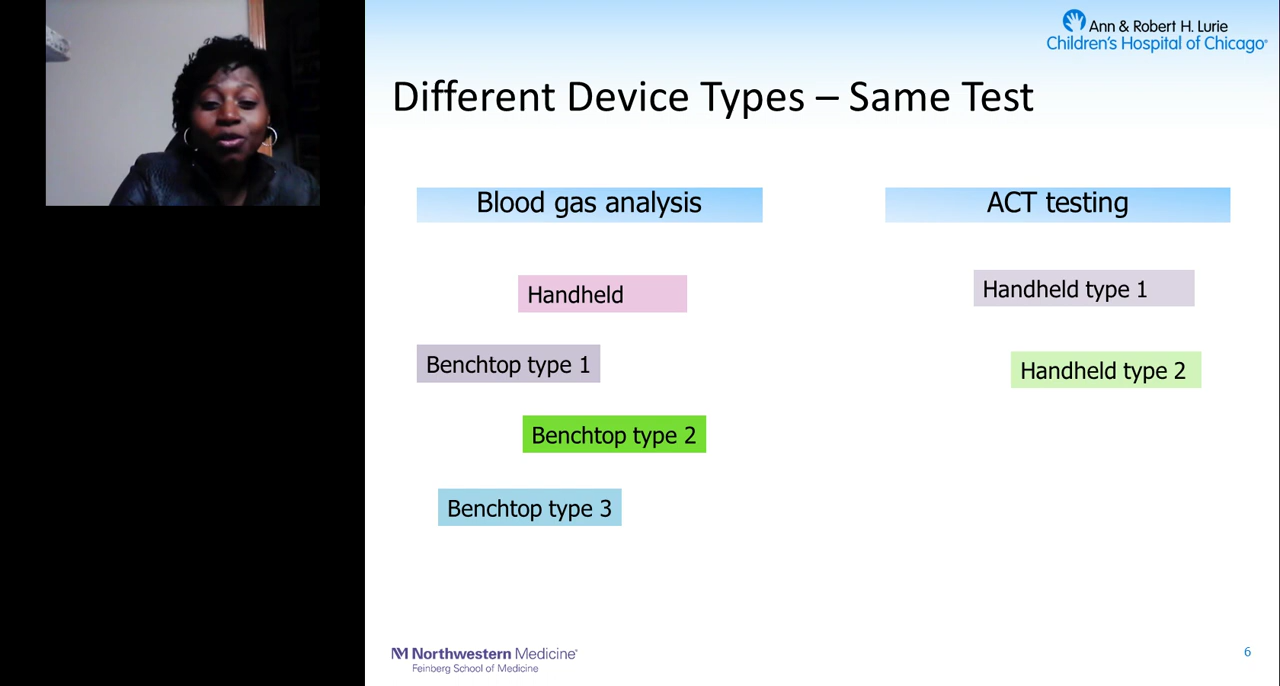 Ann & Robert H. Lurie
Children's Hospital of Chicago
Different Device Types – Same Test
Blood gas analysis
Handheld
Benchtop type 1
Benchtop type 2
Benchtop type 3
ACT testing
Handheld type 1
Handheld type 2
Northwestern Medicine
Feinberg School of Medicine
6